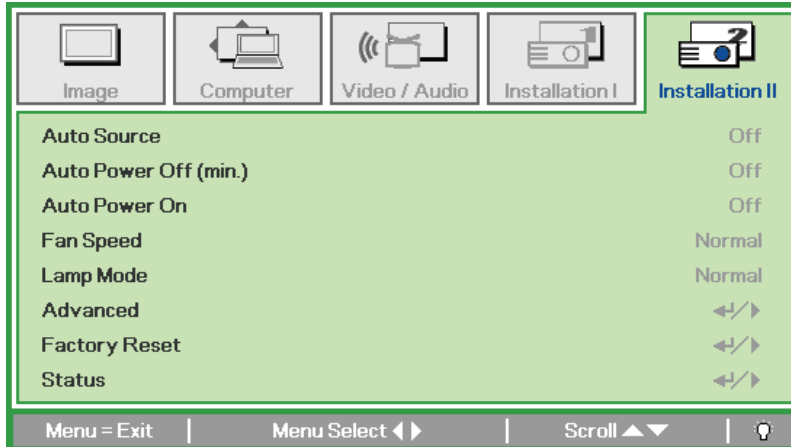 Image
Computer
Video / Audio
Installation I
Installation II
Auto Source Off
Auto Power Off (min.) Off
Auto Power On Off
Fan Speed Normal
Lamp Mode Normal
Advanced
Factory Reset
Status
Menu = Exit Menu Select Scroll